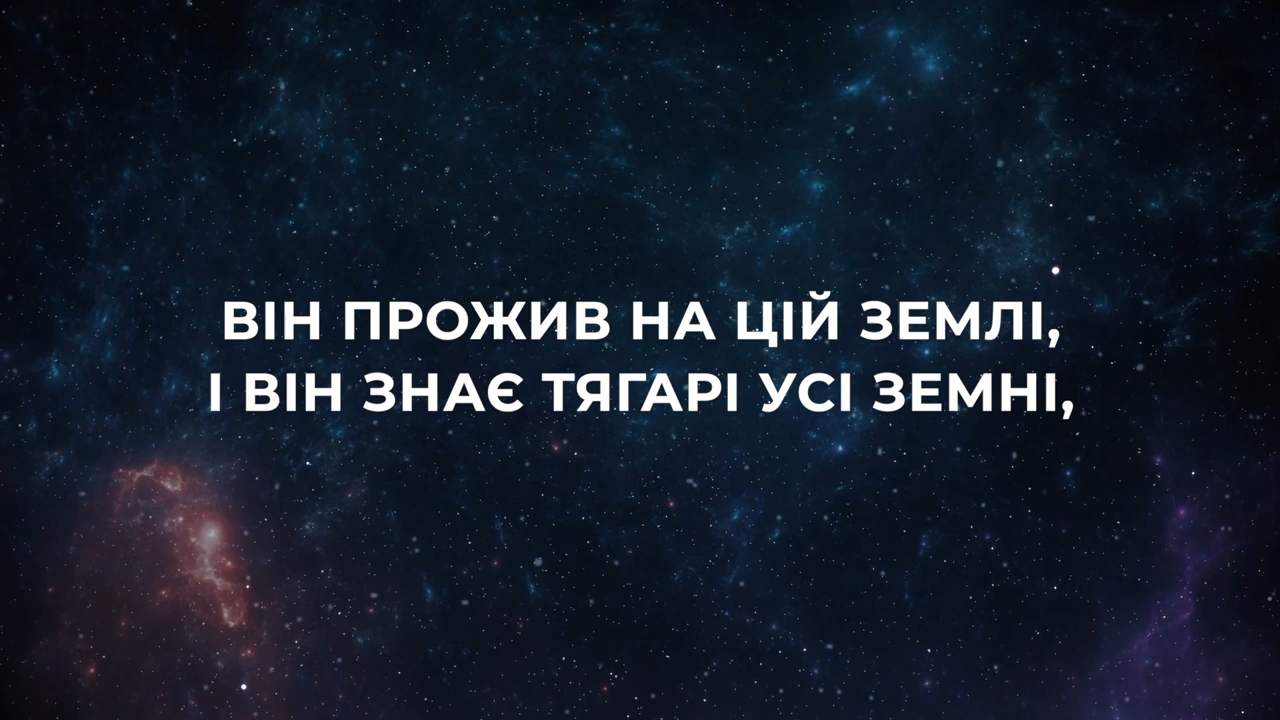 ВІН ПРОЖИВ НА ЦІЙ ЗЕМЛІ,
І ВІН ЗНАЄ ТЯГАРІ УСІ ЗЕМНІ,